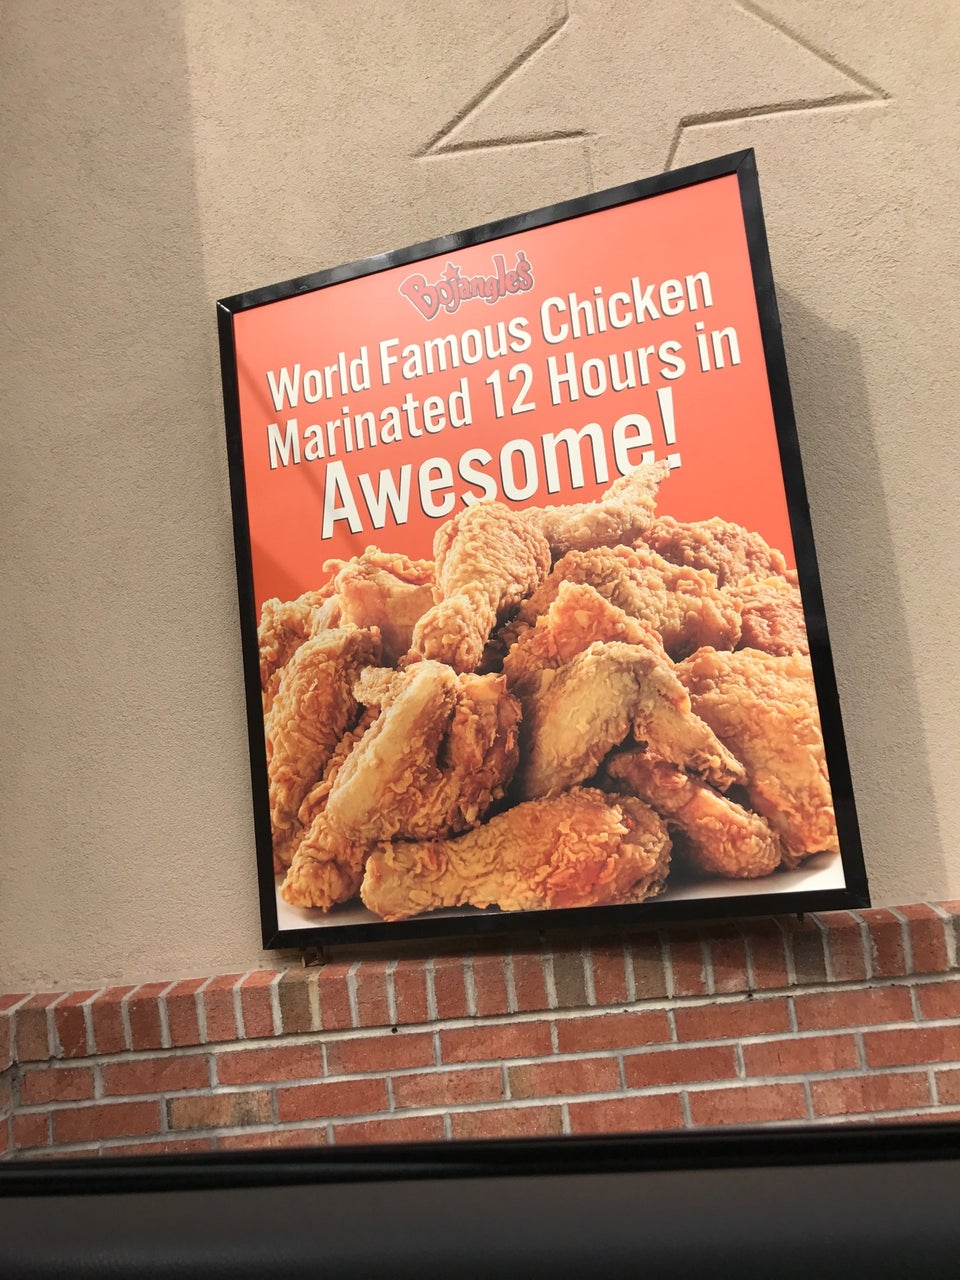 Bojangles'
World Famous Chicken
Marinated 12 Hours in
Awesome!